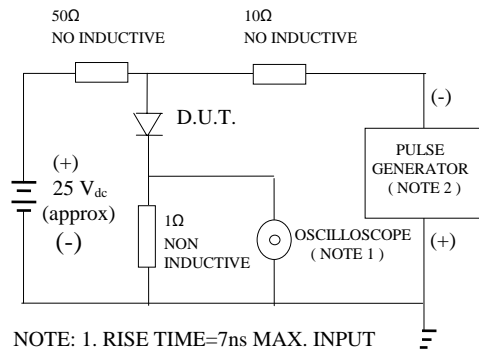 50Ω
NO INDUCTIVE
10Ω
NO INDUCTIVE
D.U.T.
(-)
PULSE
GENERATOR
( NOTE 2 )
(+)
(+)
25 Vdc
(approx)
(-)
1Ω
NON
INDUCTIVE
OSCILLOSCOPE
( NOTE 1 )
NOTE: 1. RISE TIME=7ns MAX. INPUT